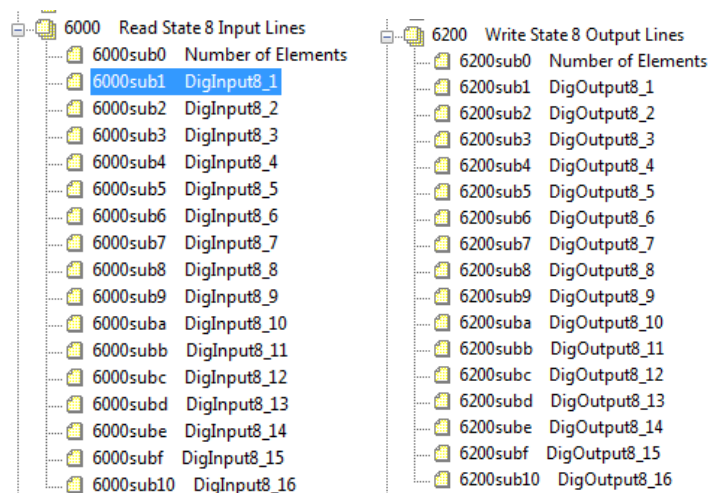 6000 Read State 8 Input Lines
6000sub0 Number of Elements
6000sub1 DigInput8_1
6000sub2 DigInput8_2
6000sub3 DigInput8_3
6000sub4 DigInput8_4
6000sub5 DigInput8_5
6000sub6 DigInput8_6
6000sub7 DigInput8_7
6000sub8 DigInput8_8
6000sub9 DigInput8_9
6000suba DigInput8_10
6000subb DigInput8_11
6000subc DigInput8_12
6000subd DigInput8_13
6000sube DigInput8_14
6000subf DigInput8_15
6000sub10 DigInput8_16
6200 Write State 8 Output Lines
6200sub0 Number of Elements
6200sub1 DigOutput8_1
6200sub2 DigOutput8_2
6200sub3 DigOutput8_3
6200sub4 DigOutput8_4
6200sub5 DigOutput8_5
6200sub6 DigOutput8_6
6200sub7 DigOutput8_7
6200sub8 DigOutput8_8
6200sub9 DigOutput8_9
6200suba DigOutput8_10
6200subb DigOutput8_11
6200subc DigOutput8_12
6200subd DigOutput8_13
6200sube DigOutput8_14
6200subf DigOutput8_15
6200sub10 DigOutput8_16